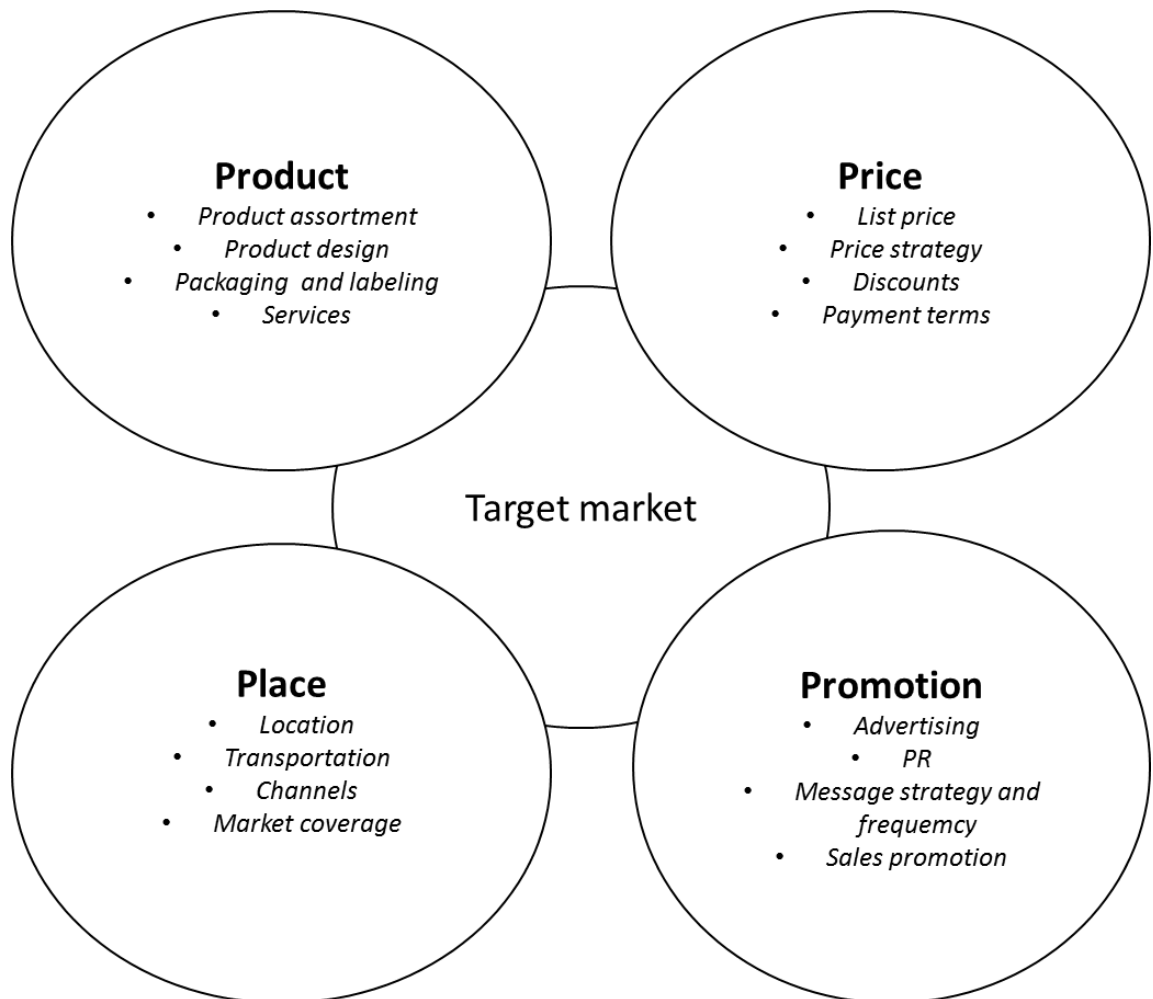 Product
• Product assortment
• Product design
• Packaging  and labeling
• Services
Price
• List price
• Price strategy
• Discounts
• Payment terms
Target market
Place
• Location
• Transportation
• Channels
• Market coverage
Promotion
• Advertising
• PR
• Message strategy and
frequemcy
• Sales promotion